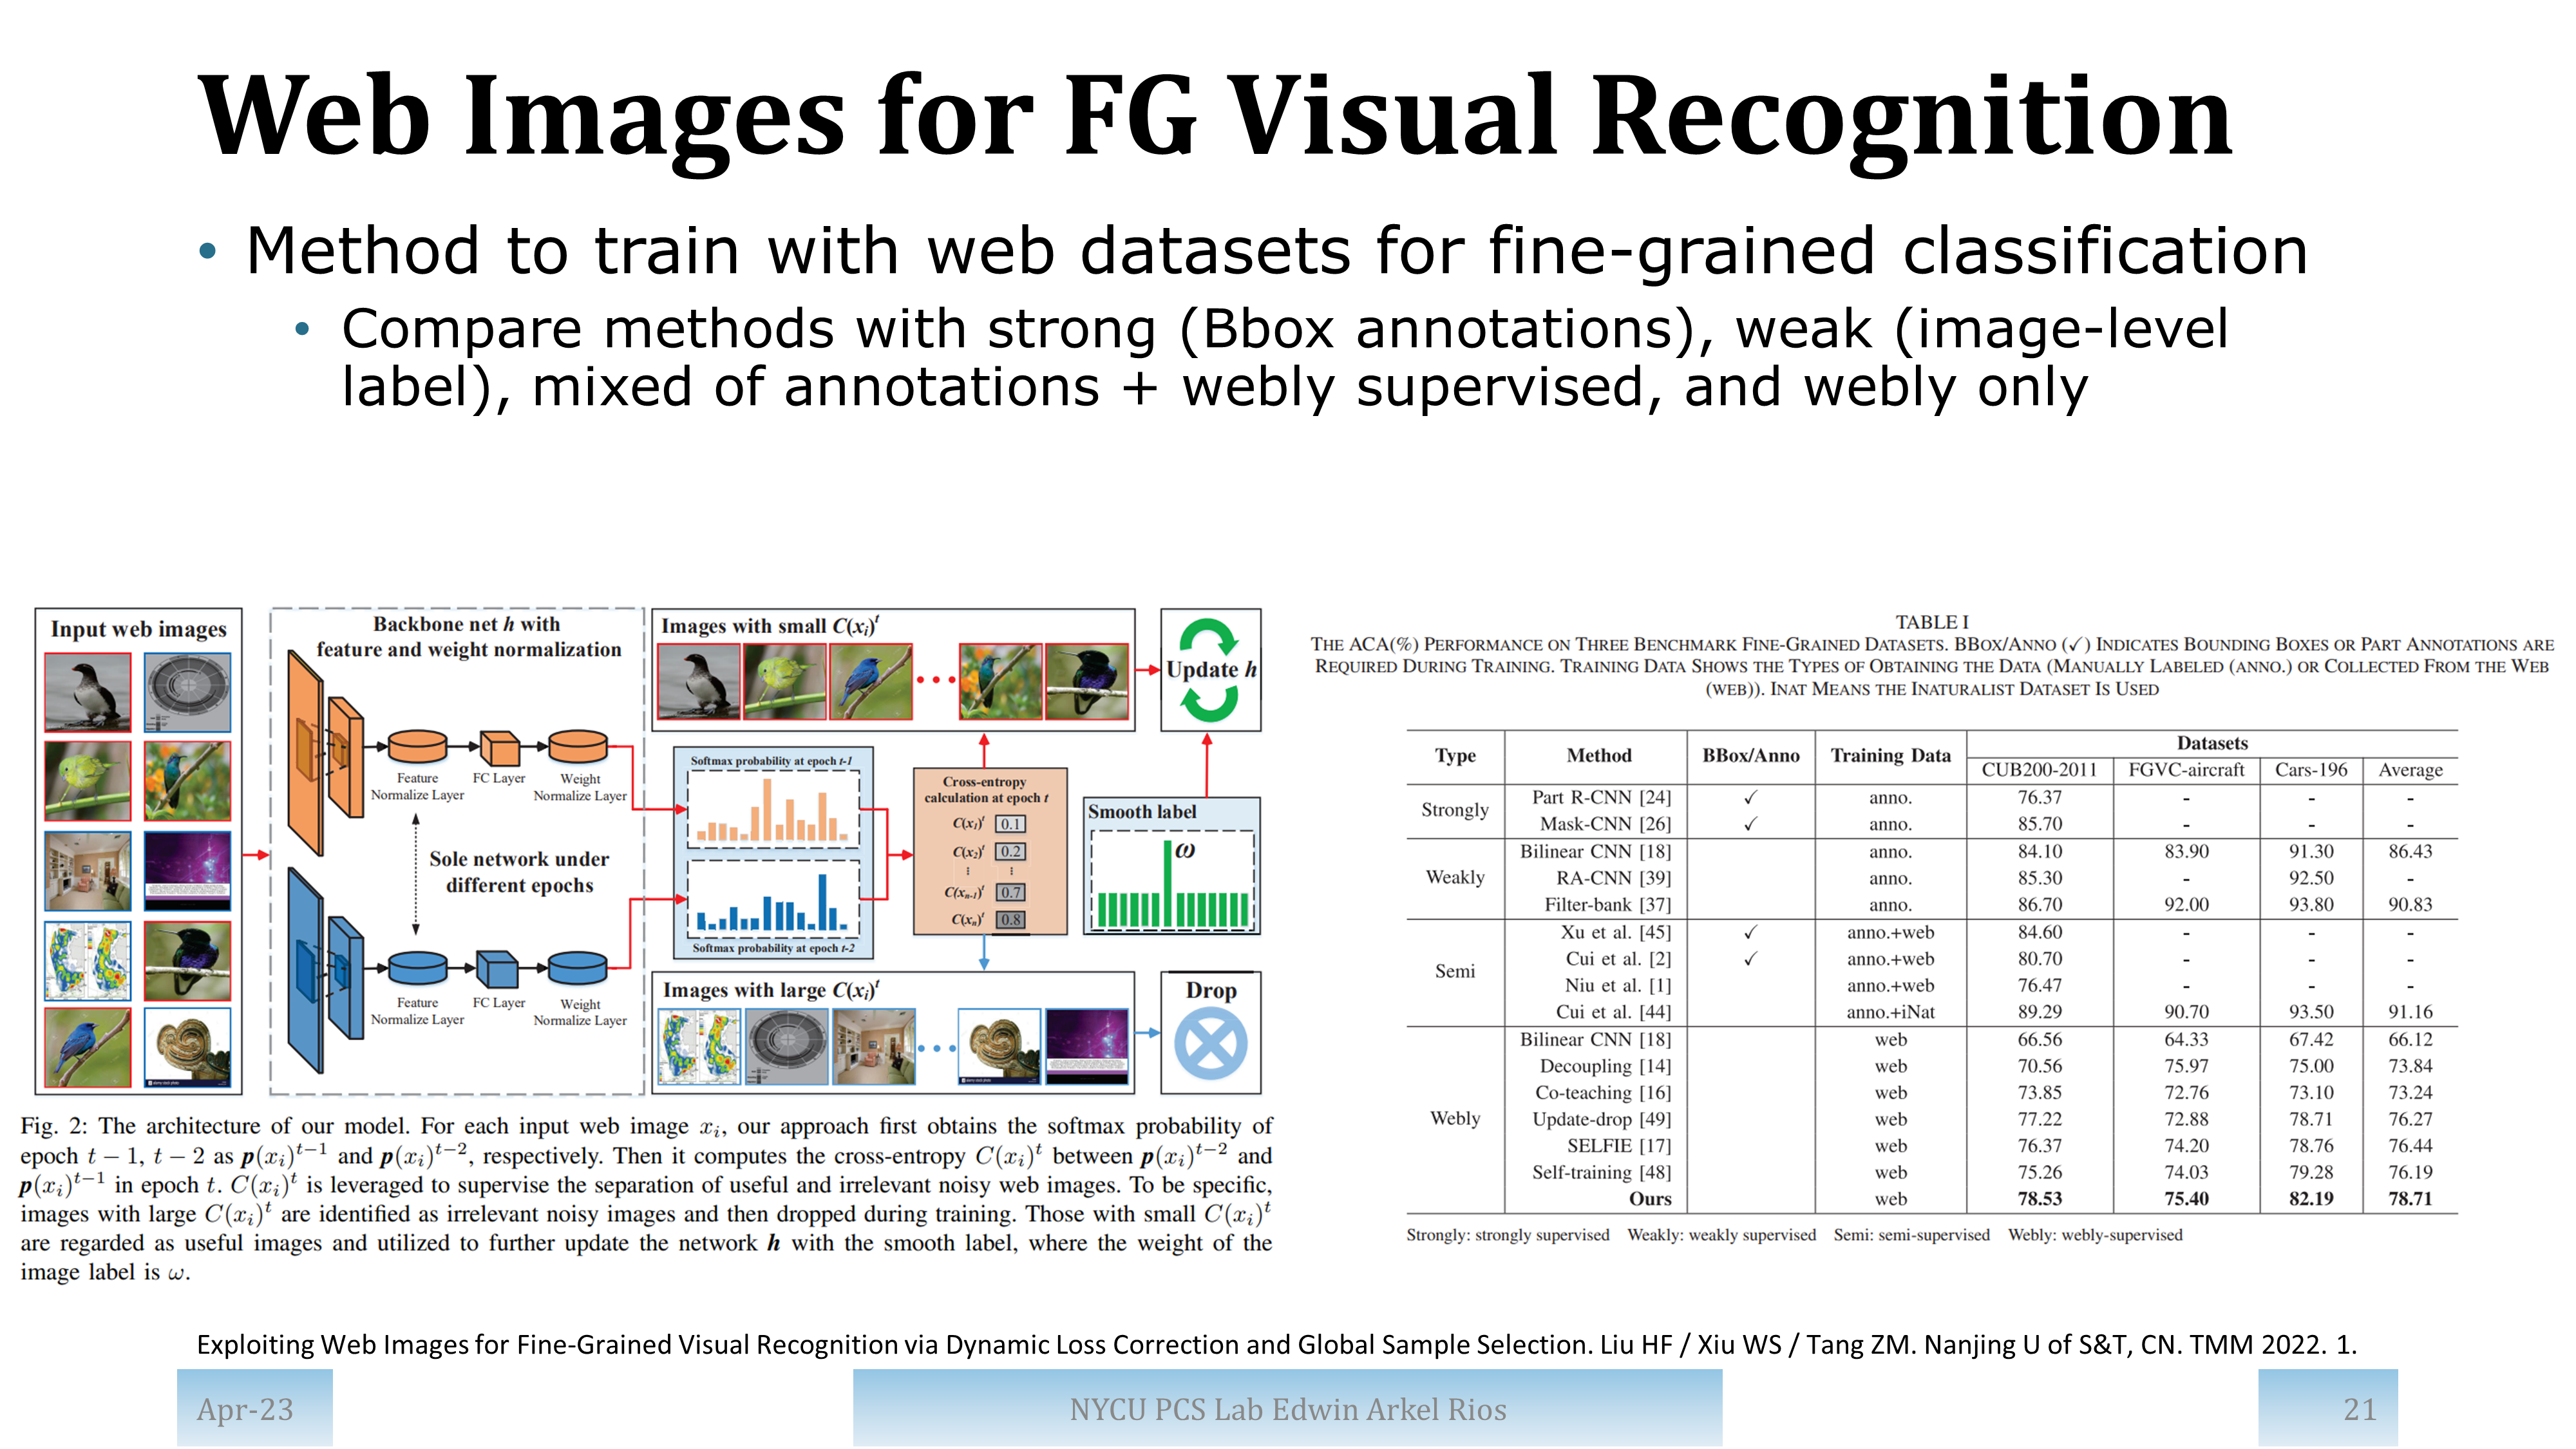 Web Images for FG Visual Recognition
• Method to train with web datasets for fine-grained classification
• Compare methods with strong (Bbox annotations), weak (image-level
label), mixed of annotations + webly supervised, and webly only
Input web images
Backbone net h with
feature and weight normalization
Feature
Normalize Layer
FC Layer
Weight
Normalize Layer
Sole network under
different epochs
Feature
Normalize Layer
FC Layer
Weight
Normalize Layer
Images with small C(xᵢ)ᵗ
Update h
Softmax probability at epoch t-1
Softmax probability at epoch t-2
Cross-entropy
calculation at epoch t
C(x₁)ᵗ 0.1
C(x₂)ᵗ 0.2
⋮ ⋮
C(xₙ₋₁)ᵗ 0.7
C(xₙ)ᵗ 0.8
Smooth label
ω
Images with large C(xᵢ)ᵗ
Drop
Fig. 2: The architecture of our model. For each input web image xᵢ, our approach first obtains the softmax probability of
epoch t − 1, t − 2 as p(xᵢ)ᵗ⁻¹ and p(xᵢ)ᵗ⁻², respectively. Then it computes the cross-entropy C(xᵢ)ᵗ between p(xᵢ)ᵗ⁻² and
p(xᵢ)ᵗ⁻¹ in epoch t. C(xᵢ)ᵗ is leveraged to supervise the separation of useful and irrelevant noisy web images. To be specific,
images with large C(xᵢ)ᵗ are identified as irrelevant noisy images and then dropped during training. Those with small C(xᵢ)ᵗ
are regarded as useful images and utilized to further update the network h with the smooth label, where the weight of the
image label is ω.
TABLE I
THE ACA(%) PERFORMANCE ON THREE BENCHMARK FINE-GRAINED DATASETS. BBOX/ANNO (✓) INDICATES BOUNDING BOXES OR PART ANNOTATIONS ARE
REQUIRED DURING TRAINING. TRAINING DATA SHOWS THE TYPES OF OBTAINING THE DATA (MANUALLY LABELED (ANNO.) OR COLLECTED FROM THE WEB
(WEB)). INAT MEANS THE INATURALIST DATASET IS USED
Type Method BBox/Anno Training Data Datasets
CUB200-2011 FGVC-aircraft Cars-196 Average
Strongly
Part R-CNN [24] ✓ anno. 76.37 - - -
Mask-CNN [26] ✓ anno. 85.70 - - -
Weakly
Bilinear CNN [18] anno. 84.10 83.90 91.30 86.43
RA-CNN [39] anno. 85.30 - 92.50 -
Filter-bank [37] anno. 86.70 92.00 93.80 90.83
Semi
Xu et al. [45] ✓ anno.+web 84.60 - - -
Cui et al. [2] ✓ anno.+web 80.70 - - -
Niu et al. [1] anno.+web 76.47 - - -
Cui et al. [44] anno.+iNat 89.29 90.70 93.50 91.16
Webly
Bilinear CNN [18] web 66.56 64.33 67.42 66.12
Decoupling [14] web 70.56 75.97 75.00 73.84
Co-teaching [16] web 73.85 72.76 73.10 73.24
Update-drop [49] web 77.22 72.88 78.71 76.27
SELFIE [17] web 76.37 74.20 78.76 76.44
Self-training [48] web 75.26 74.03 79.28 76.19
Ours web 78.53 75.40 82.19 78.71
Strongly: strongly supervised Weakly: weakly supervised Semi: semi-supervised Webly: webly-supervised
Exploiting Web Images for Fine-Grained Visual Recognition via Dynamic Loss Correction and Global Sample Selection. Liu HF / Xiu WS / Tang ZM. Nanjing U of S&T, CN. TMM 2022. 1.
Apr-23
NYCU PCS Lab Edwin Arkel Rios
21